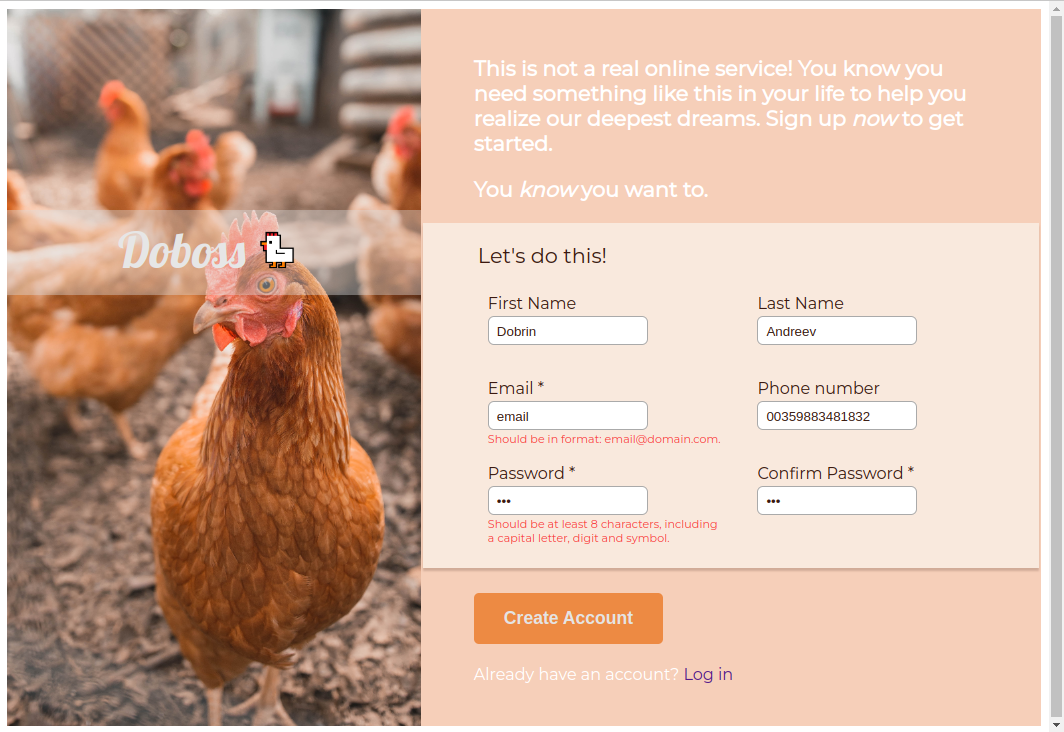 This is not a real online service! You know you
need something like this in your life to help you
realize our deepest dreams. Sign up now to get
started.
You know you want to.
Doboss
Let's do this!
First Name
Last Name
Dobrin
Andreev
Email *
Phone number
email
00359883481832
Should be in format: email@domain.com.
Password *
Confirm Password *
•••
•••
Should be at least 8 characters, including
a capital letter, digit and symbol.
Create Account
Already have an account? Log in